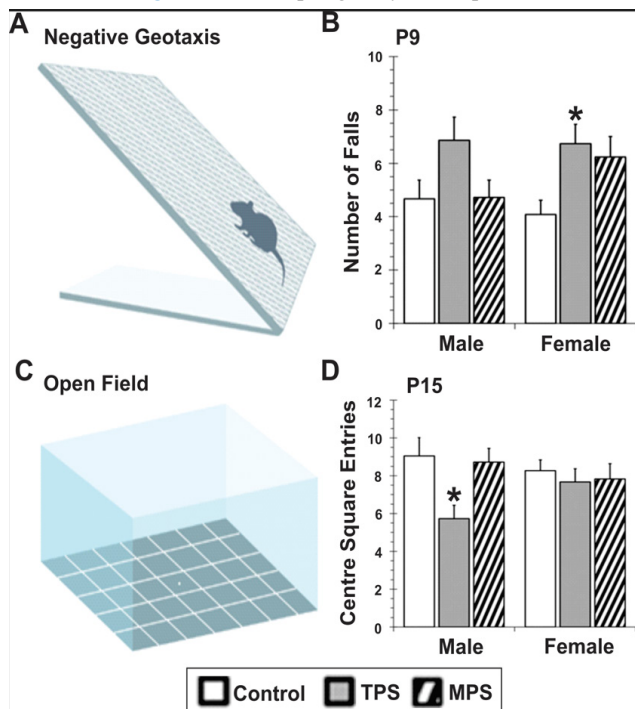 A Negative Geotaxis
B P9
Number of Falls
10
8
6
4
2
0
*
Male Female
C Open Field
D P15
Centre Square Entries
12
10
8
6
4
2
0
*
Male Female
Control TPS MPS